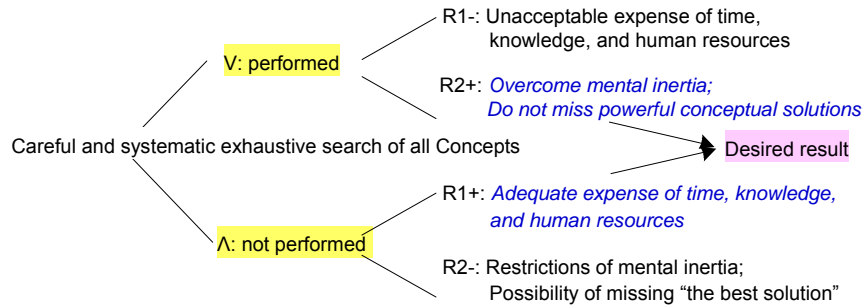 R1-: Unacceptable expense of time,
knowledge, and human resources
V: performed
R2+: Overcome mental inertia;
Do not miss powerful conceptual solutions
Careful and systematic exhaustive search of all Concepts
Desired result
R1+: Adequate expense of time, knowledge,
and human resources
Λ: not performed
R2-: Restrictions of mental inertia;
Possibility of missing “the best solution”